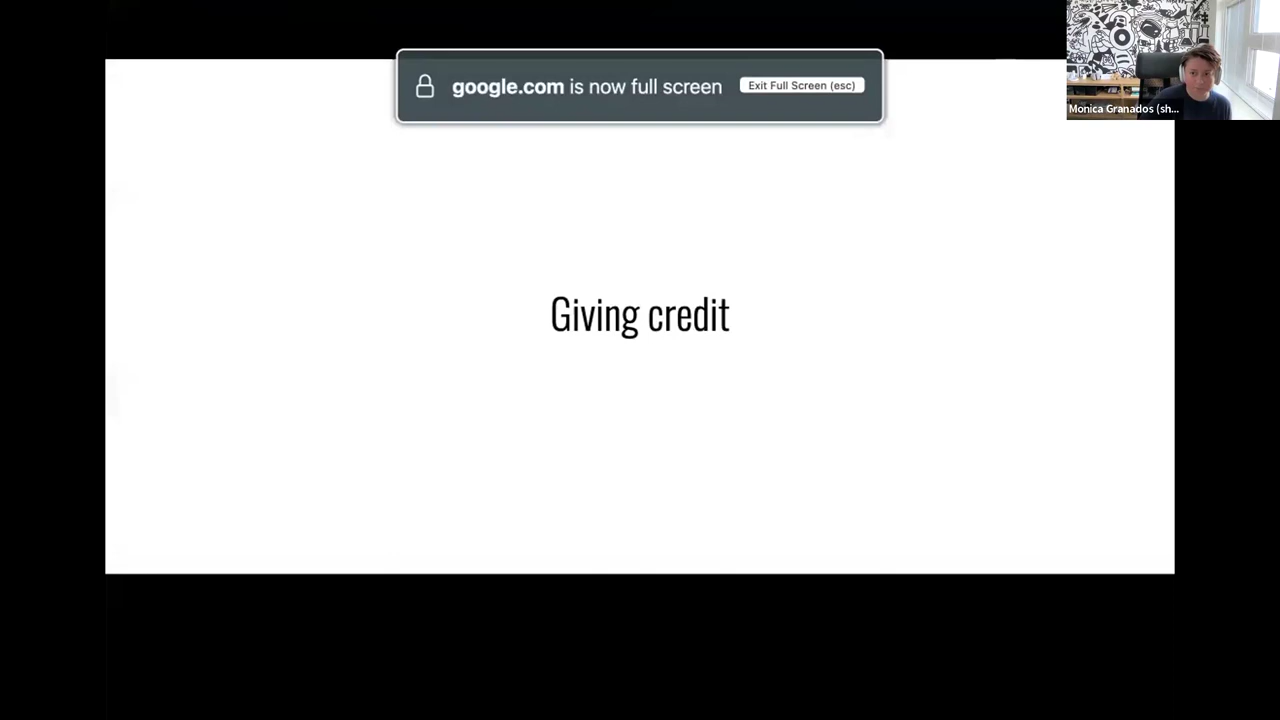 google.com is now full screen
Exit Full Screen (esc)
Monica Granados (sh...
Giving credit